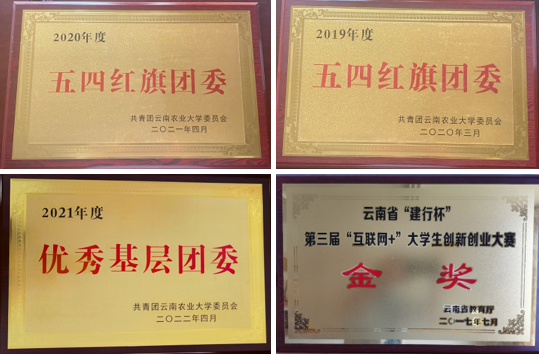 2020年度
五四红旗团委
共青团云南农业大学委员会
二〇二一年四月
2019年度
五四红旗团委
共青团云南农业大学委员会
二〇二〇年三月
2021年度
优秀基层团委
共青团云南农业大学委员会
二〇二二年四月
云南省“建行杯”
第三届“互联网+”大学生创新创业大赛
金奖
云南省教育厅
二〇一七年七月